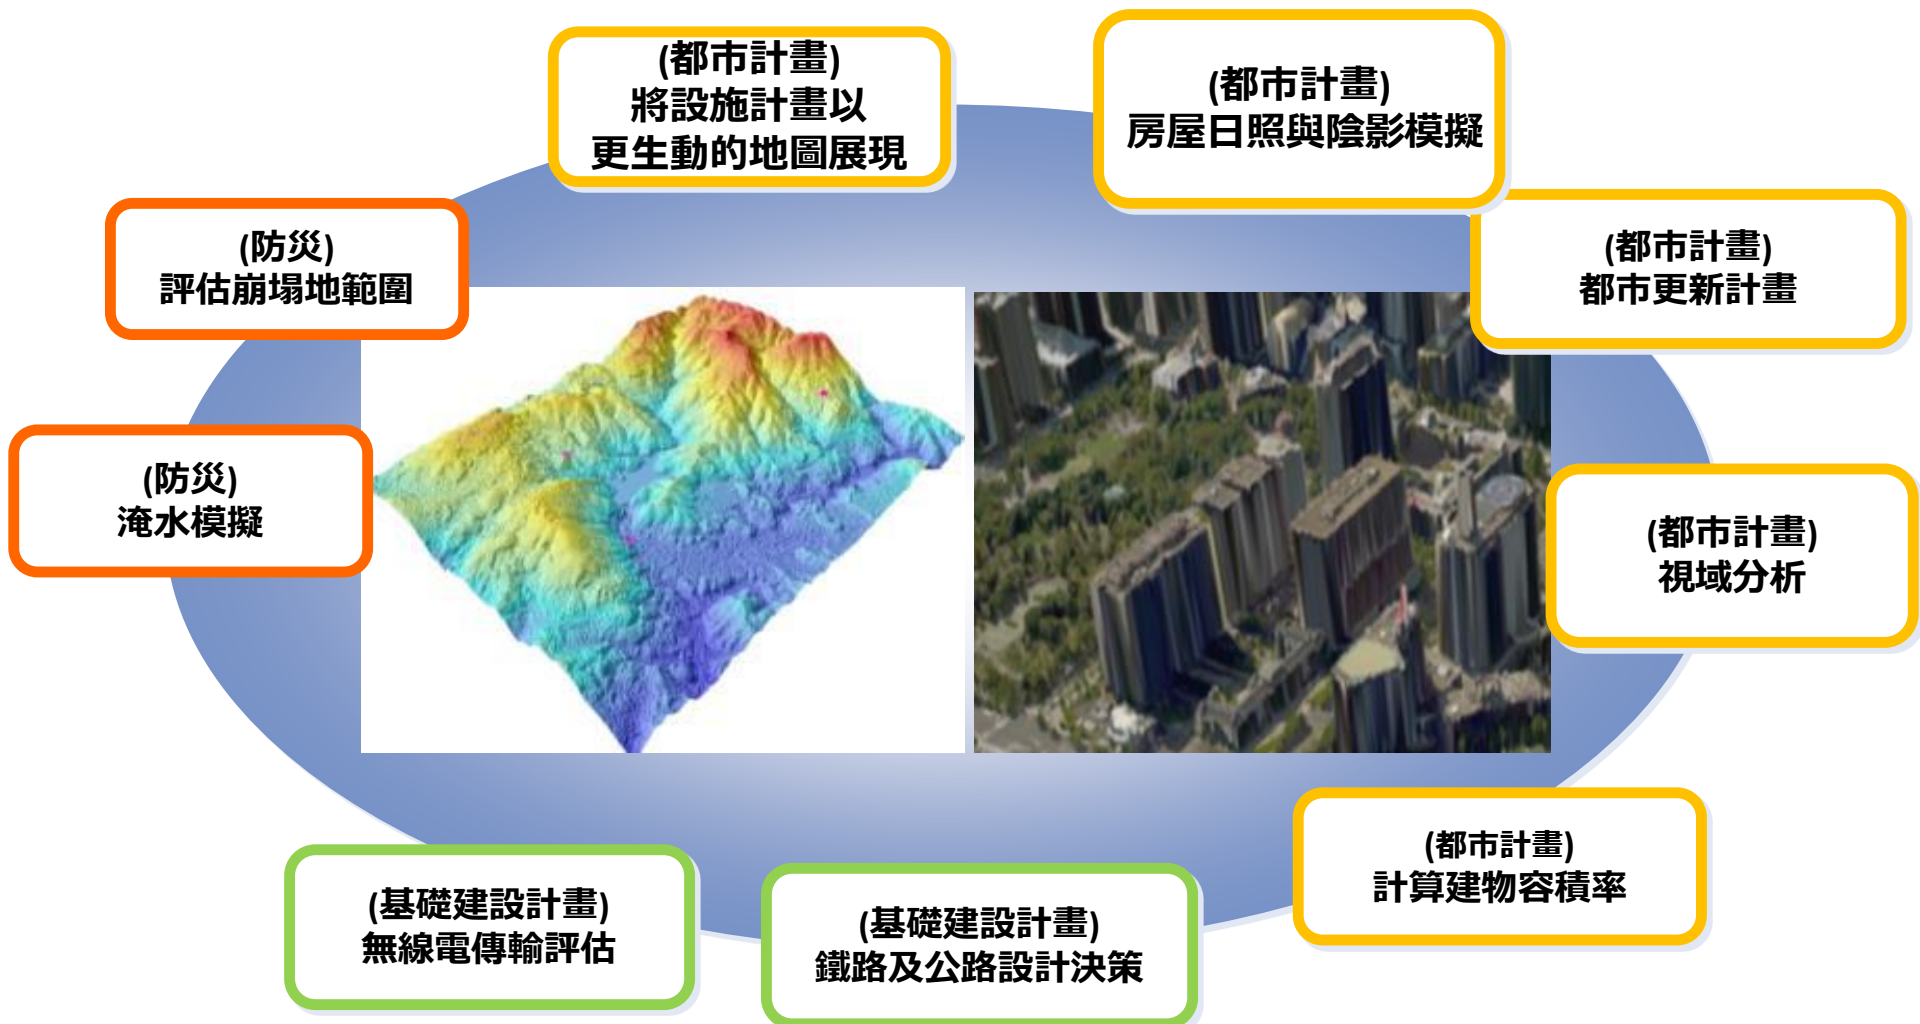 (都市計畫)
將設施計畫以
更生動的地圖展現
(都市計畫)
房屋日照與陰影模擬
(防災)
評估崩塌地範圍
(都市計畫)
都市更新計畫
(防災)
淹水模擬
(都市計畫)
視域分析
(都市計畫)
計算建物容積率
(基礎建設計畫)
無線電傳輸評估
(基礎建設計畫)
鐵路及公路設計決策